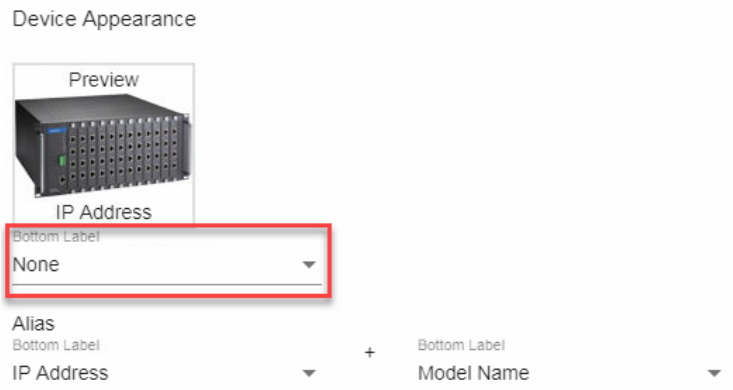 Device Appearance
Preview
IP Address
Bottom Label
None
Alias
Bottom Label
IP Address
+
Bottom Label
Model Name